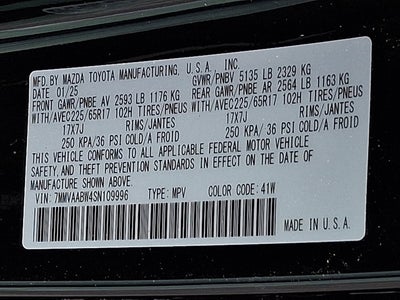 MFD.BY MAZDA TOYOTA MANUFACTURING, U.S.A., INC.
DATE 01/25 GVWR/PNBV 5135 LB 2329 KG
FRONT GAWR/PNBE AV 2593 LB 1176 KG REAR GAWR/PNBE AR 2564 LB 1163 KG
WITH/AVEC225/65R17 102H TIRES/PNEUS WITH/AVEC225/65R17 102H TIRES/PNEUS
17X7J RIMS/JANTES 17X7J RIMS/JANTES
250 KPA/36 PSI COLD/A FROID 250 KPA/36 PSI COLD/A FROID
THIS VEHICLE CONFORMS TO ALL APPLICABLE FEDERAL MOTOR VEHICLE
SAFETY, AND THEFT PREVENTION STANDARDS IN EFFECT ON THE DATE OF
MANUFACTURE SHOWN ABOVE.
VIN: 7MMVAABW4SN109996 TYPE: MPV COLOR: 41W
MADE IN U.S.A.